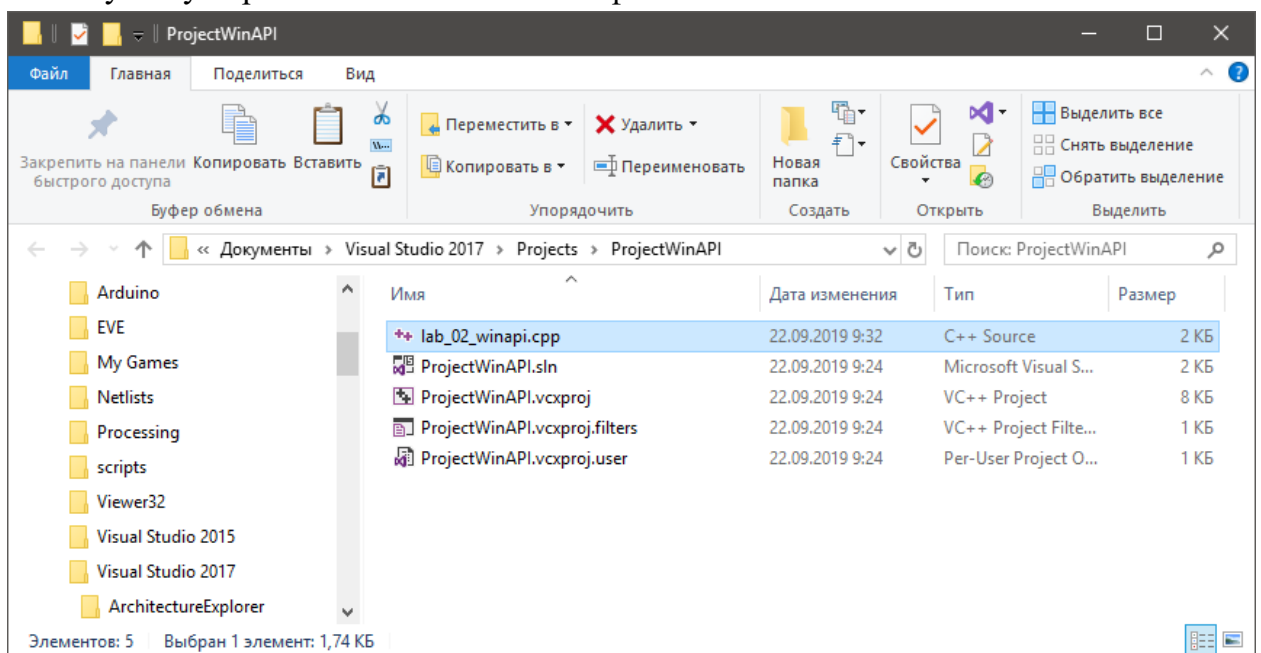 ProjectWinAPI
Файл Главная Поделиться Вид
Закрепить на панели быстрого доступа
Копировать
Вставить
Переместить в
Копировать в
Удалить
Переименовать
Новая папка
Свойства
Выделить все
Снять выделение
Обратить выделение
Буфер обмена Упорядочить Создать Открыть Выделить
« Документы > Visual Studio 2017 > Projects > ProjectWinAPI
Поиск: ProjectWinAPI
Arduino
EVE
My Games
Netlists
Processing
scripts
Viewer32
Visual Studio 2015
Visual Studio 2017
ArchitectureExplorer
Имя Дата изменения Тип Размер
lab_02_winapi.cpp 22.09.2019 9:32 C++ Source 2 КБ
ProjectWinAPI.sln 22.09.2019 9:24 Microsoft Visual S... 2 КБ
ProjectWinAPI.vcxproj 22.09.2019 9:24 VC++ Project 8 КБ
ProjectWinAPI.vcxproj.filters 22.09.2019 9:24 VC++ Project Filte... 1 КБ
ProjectWinAPI.vcxproj.user 22.09.2019 9:24 Per-User Project O... 1 КБ
Элементов: 5 Выбран 1 элемент: 1,74 КБ